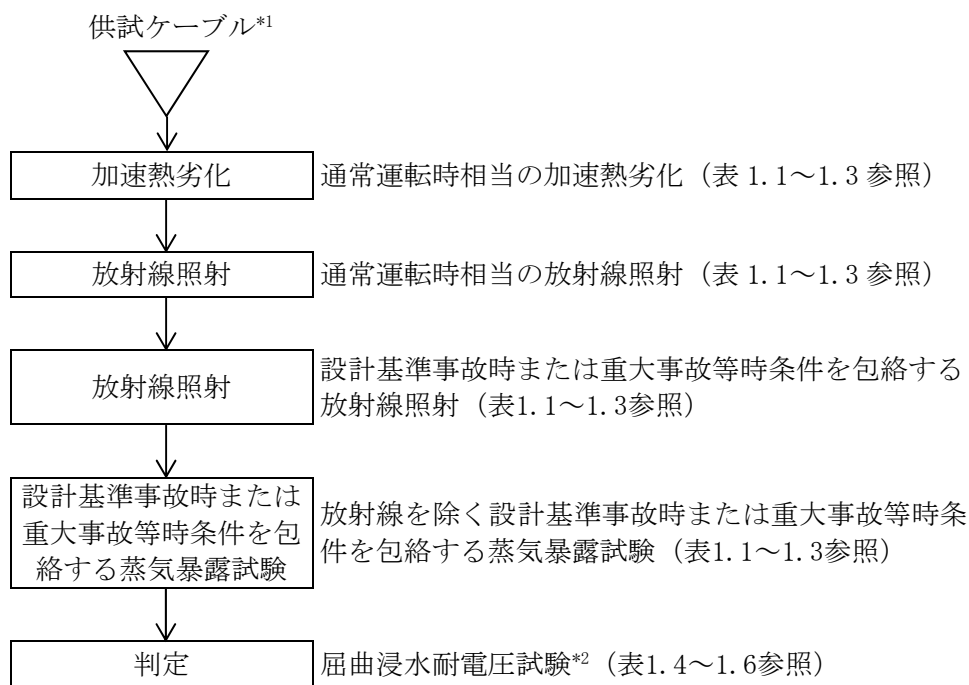 供試ケーブル*1
加速熱劣化
通常運転時相当の加速熱劣化（表 1.1～1.3 参照）
放射線照射
通常運転時相当の放射線照射（表 1.1～1.3 参照）
放射線照射
設計基準事故時または重大事故等時条件を包絡する
放射線照射（表1.1～1.3参照）
設計基準事故時または
重大事故等時条件を包
絡する蒸気暴露試験
放射線を除く設計基準事故時または重大事故等時条
件を包絡する蒸気暴露試験（表1.1～1.3参照）
判定
屈曲浸水耐電圧試験*2（表1.4～1.6参照）